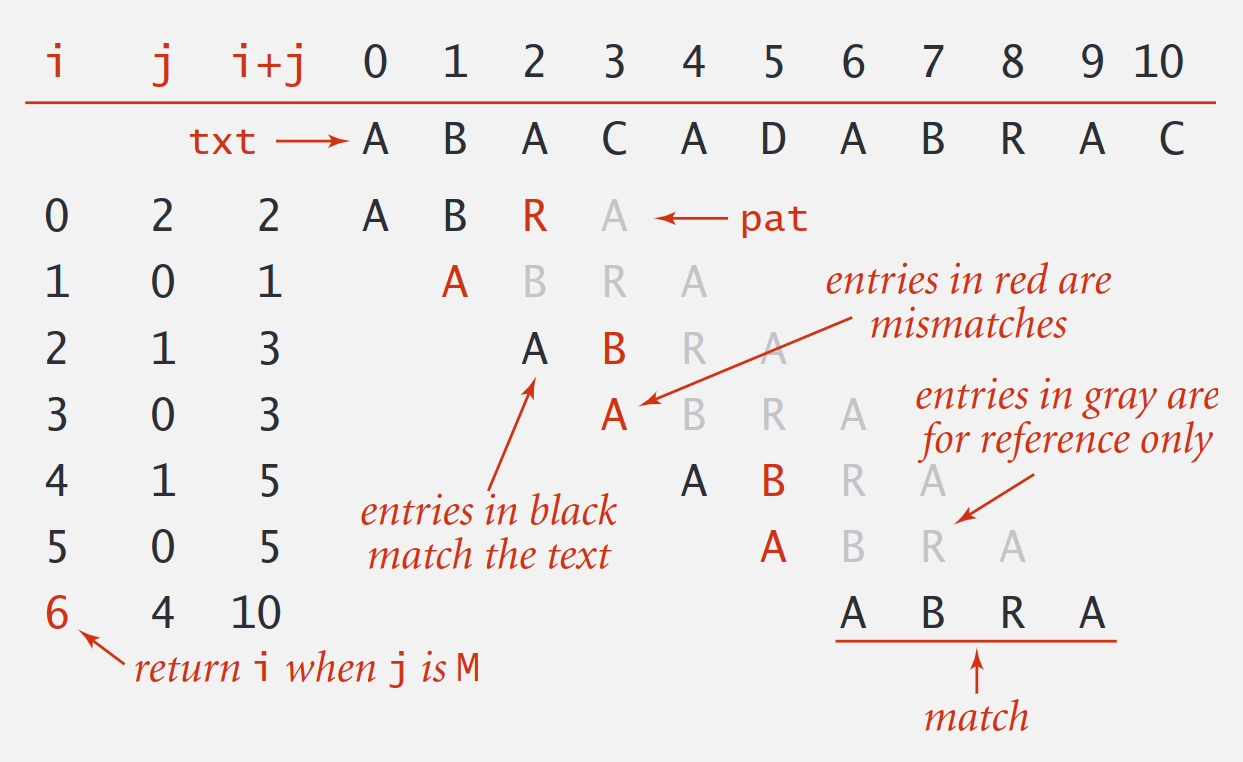 i j i+j 0 1 2 3 4 5 6 7 8 9 10
txt A B A C A D A B R A C
0 2 2 A B R A pat
1 0 1 A B R A
entries in red are
mismatches
2 1 3 A B R A
3 0 3 A B R A
entries in gray are
for reference only
4 1 5 A B R A
entries in black
match the text
5 0 5 A B R A
6 4 10 A B R A
return i when j is M
match